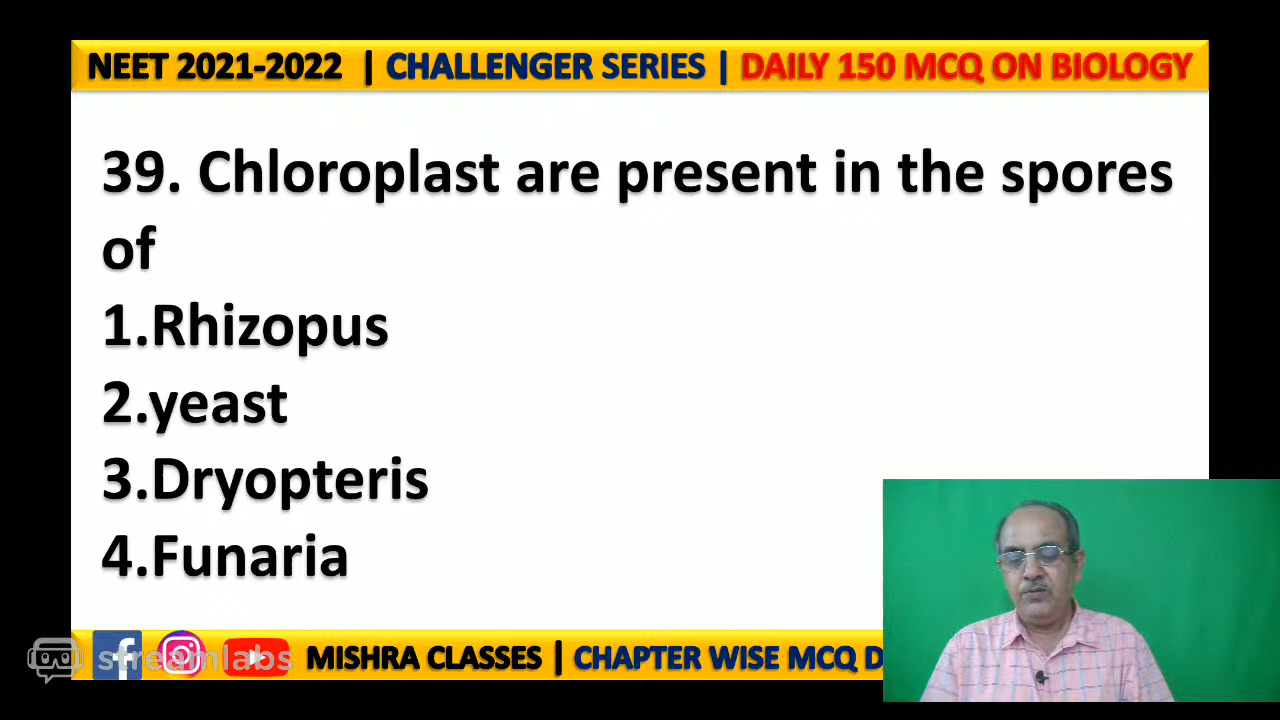 NEET 2021-2022 | CHALLENGER SERIES | DAILY 150 MCQ ON BIOLOGY
39. Chloroplast are present in the spores
of
1.Rhizopus
2.yeast
3.Dryopteris
4.Funaria
streamlabs
MISHRA CLASSES | CHAPTER WISE MCQ D